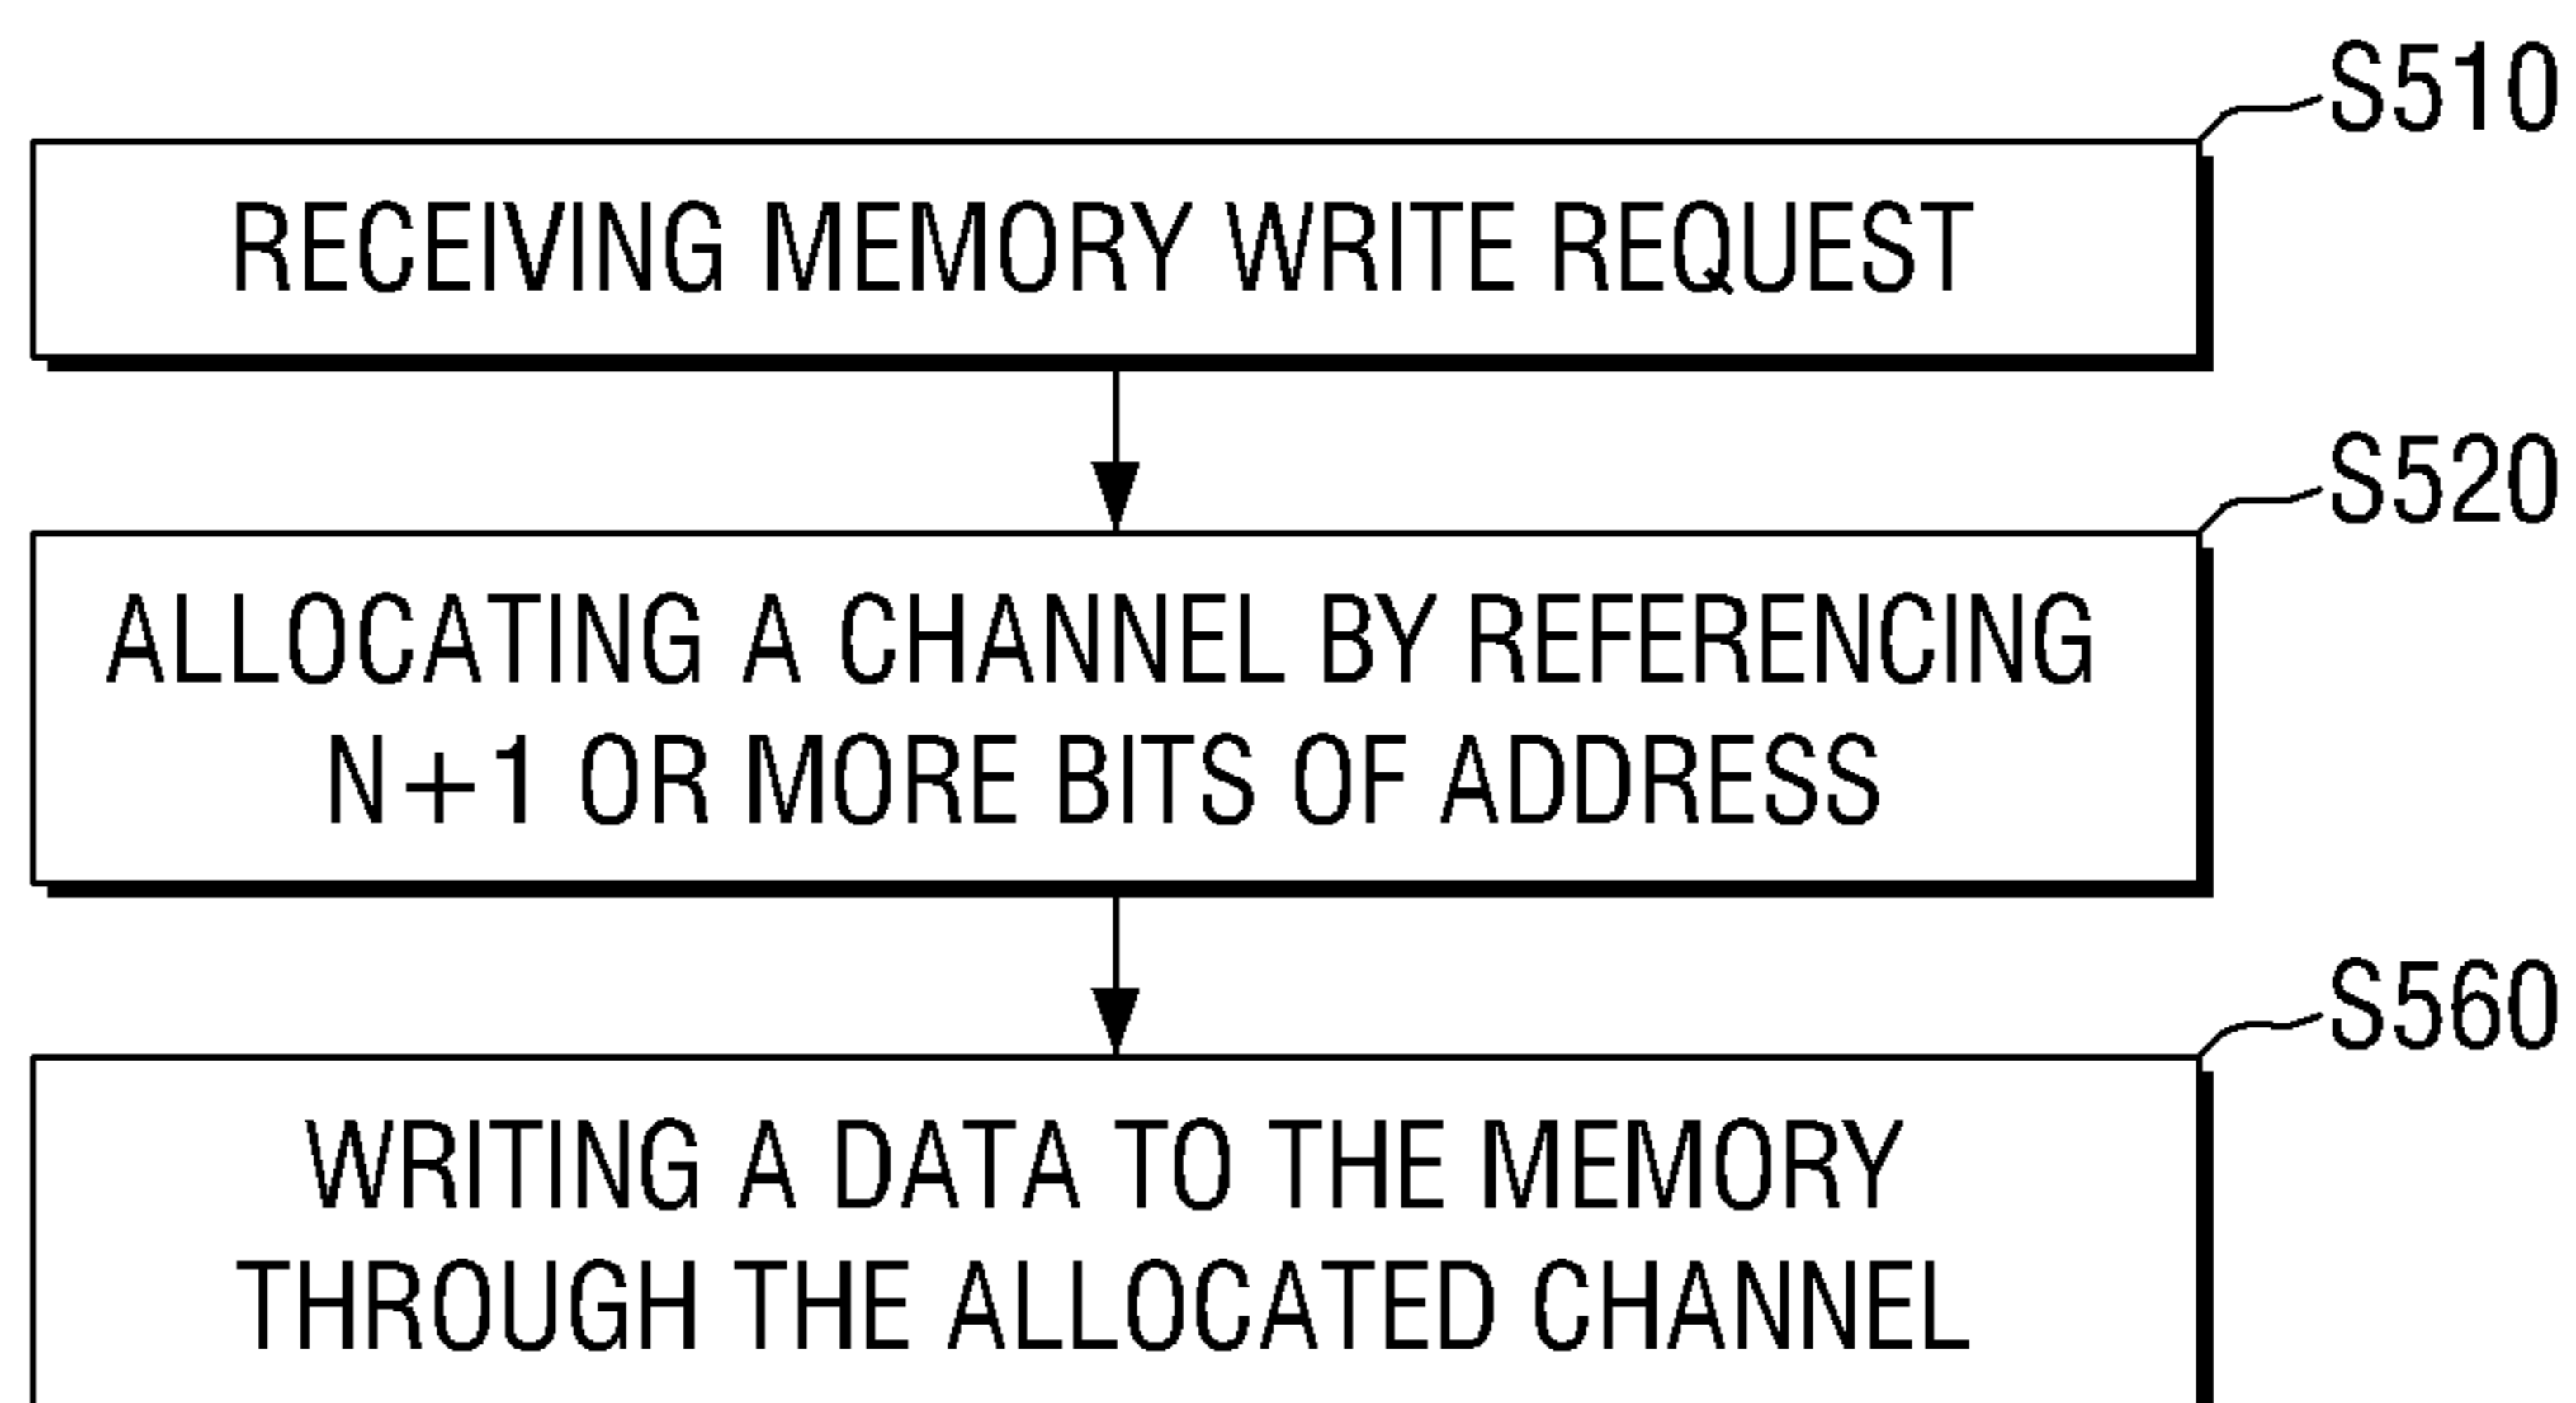 S510
RECEIVING MEMORY WRITE REQUEST
S520
ALLOCATING A CHANNEL BY REFERENCING
N+1 OR MORE BITS OF ADDRESS
S560
WRITING A DATA TO THE MEMORY
THROUGH THE ALLOCATED CHANNEL